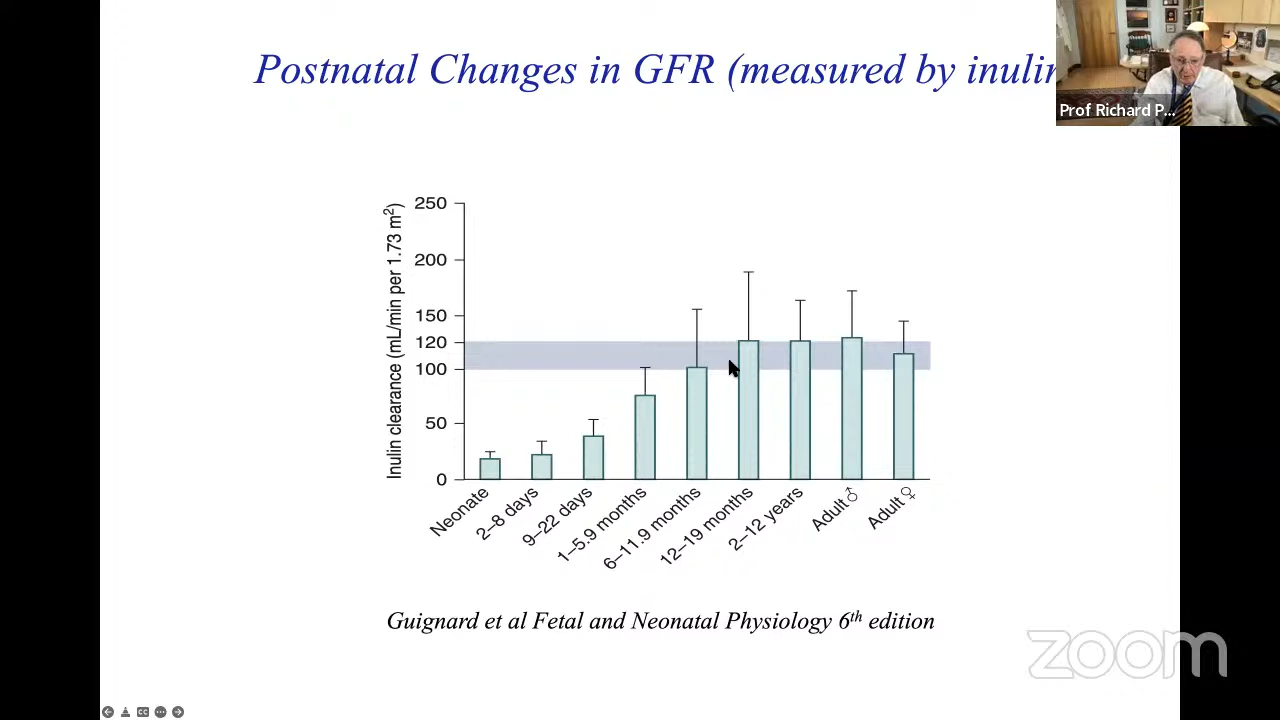 Postnatal Changes in GFR (measured by inulin
Prof Richard P...
Inulin clearance (mL/min per 1.73 m²)
250
200
150
120
100
50
0
Neonate
2–8 days
9–22 days
1–5.9 months
6–11.9 months
12–19 months
2–12 years
Adult♂
Adult♀
Guignard et al Fetal and Neonatal Physiology 6th edition
zoom
CC